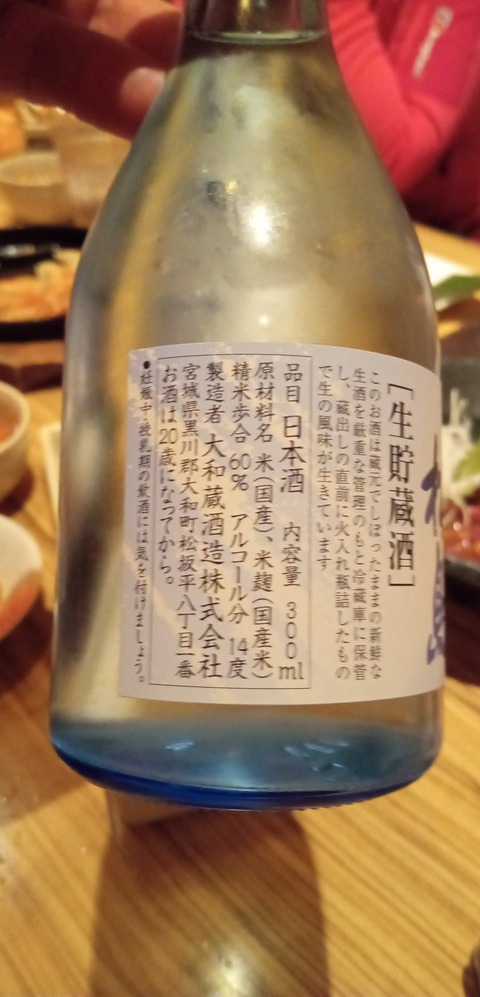 ［生貯蔵酒］
このお酒は蔵元でしぼったままの新鮮な
生酒を厳重な管理のもと冷蔵庫に保管
し、蔵出しの直前に火入れ瓶詰したもの
で生の風味が生きています
品目 日本酒 内容量 300ml
原材料名 米(国産)、米麹(国産米)
精米歩合 60% アルコール分 14度
製造者 大和蔵酒造株式会社
宮城県黒川郡大和町松坂平八丁目一番
お酒は20歳になってから。
●妊娠中・授乳期の飲酒には気を付けましょう。